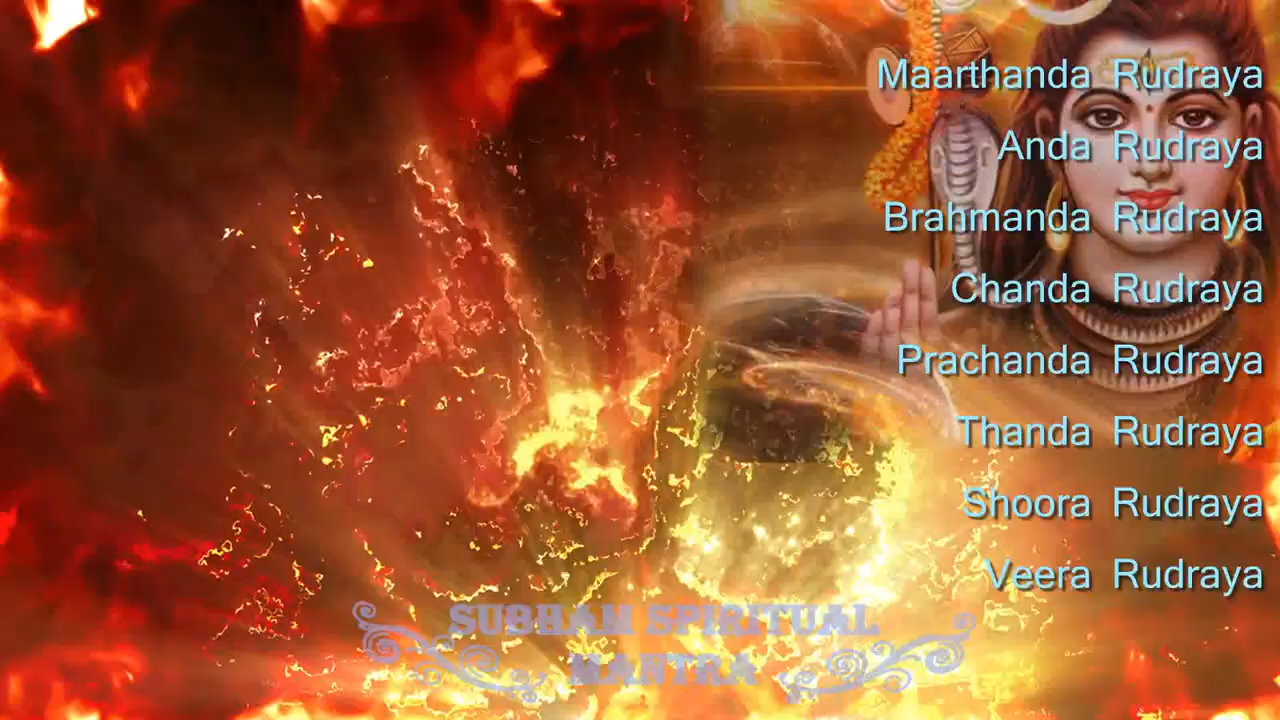 Maarthanda Rudraya
Anda Rudraya
Brahmanda Rudraya
Chanda Rudraya
Prachanda Rudraya
Thanda Rudraya
Shoora Rudraya
Veera Rudraya
SUBHAM SPIRITUAL
MANTRA